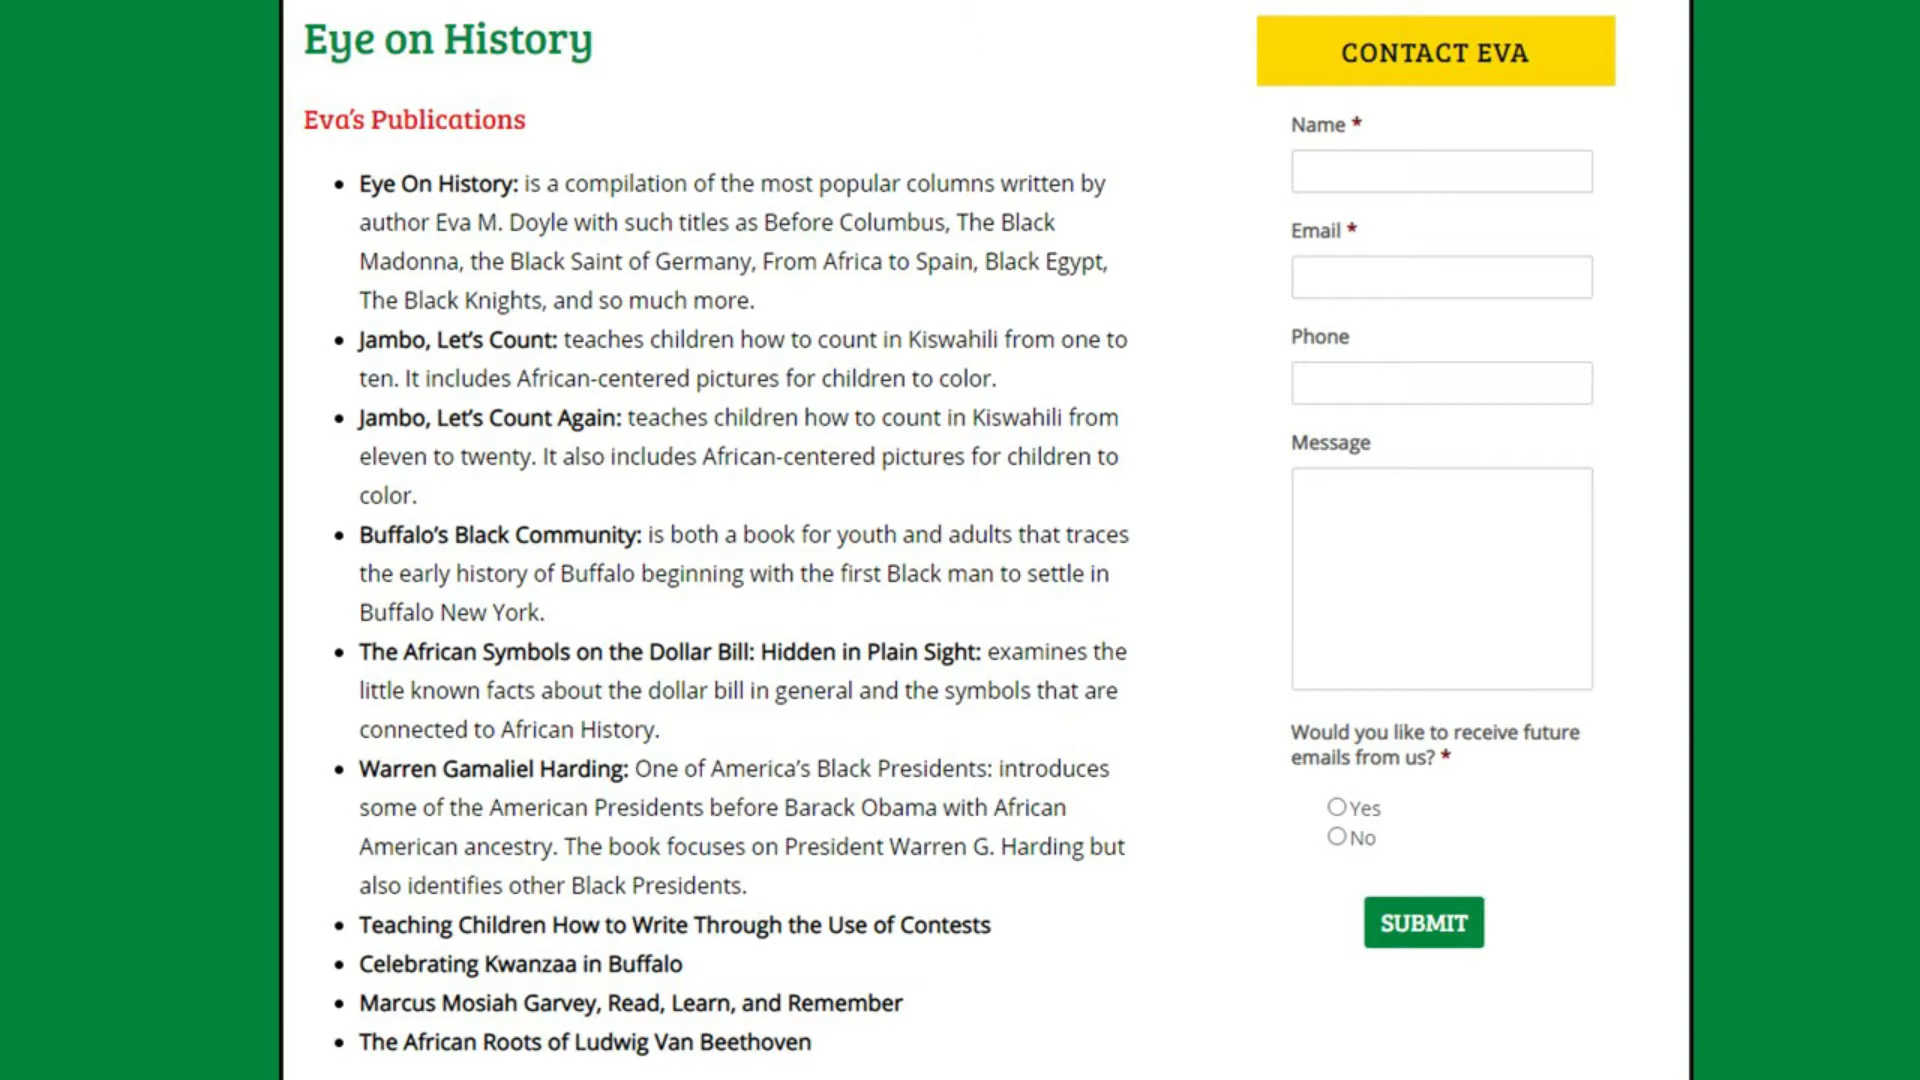 Eye on History
Eva's Publications
Eye On History: is a compilation of the most popular columns written by
author Eva M. Doyle with such titles as Before Columbus, The Black
Madonna, the Black Saint of Germany, From Africa to Spain, Black Egypt,
The Black Knights, and so much more.
Jambo, Let's Count: teaches children how to count in Kiswahili from one to
ten. It includes African-centered pictures for children to color.
Jambo, Let's Count Again: teaches children how to count in Kiswahili from
eleven to twenty. It also includes African-centered pictures for children to
color.
Buffalo's Black Community: is both a book for youth and adults that traces
the early history of Buffalo beginning with the first Black man to settle in
Buffalo New York.
The African Symbols on the Dollar Bill: Hidden in Plain Sight: examines the
little known facts about the dollar bill in general and the symbols that are
connected to African History.
Warren Gamaliel Harding: One of America's Black Presidents: introduces
some of the American Presidents before Barack Obama with African
American ancestry. The book focuses on President Warren G. Harding but
also identifies other Black Presidents.
Teaching Children How to Write Through the Use of Contests
Celebrating Kwanzaa in Buffalo
Marcus Mosiah Garvey, Read, Learn, and Remember
The African Roots of Ludwig Van Beethoven
CONTACT EVA
Name *
Email *
Phone
Message
Would you like to receive future
emails from us? *
Yes
No
SUBMIT